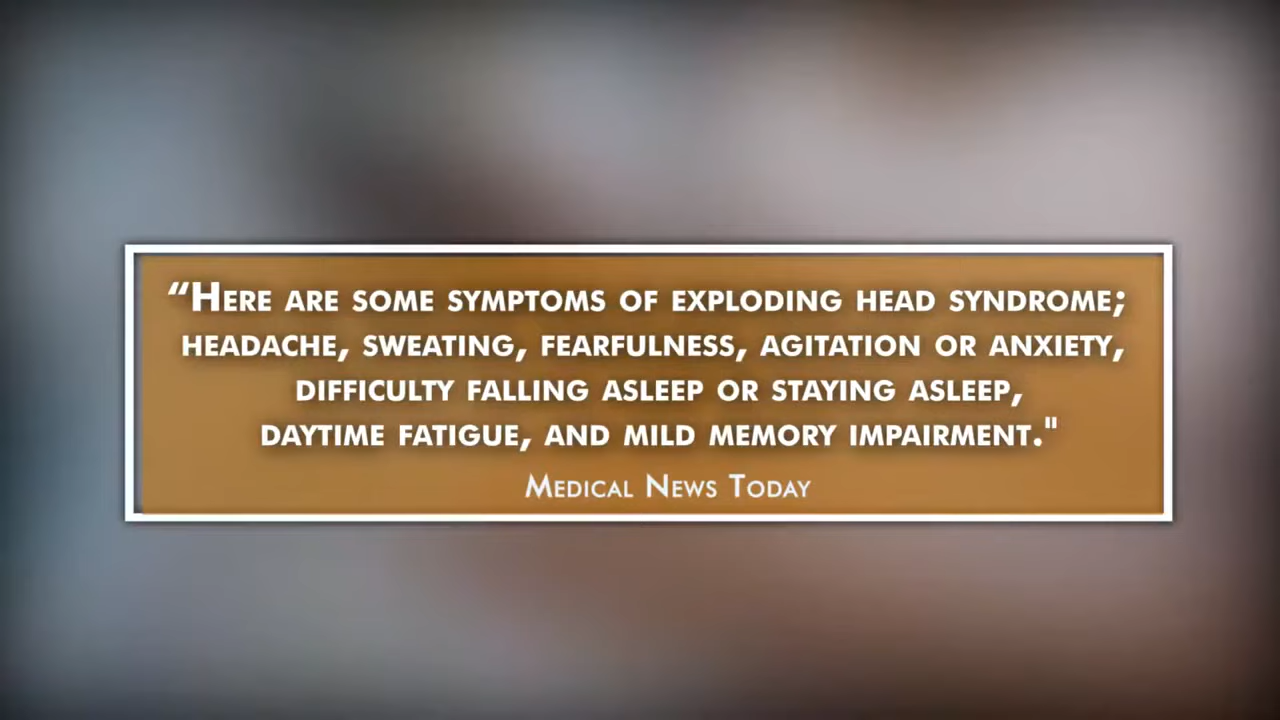 “Here are some symptoms of exploding head syndrome;
headache, sweating, fearfulness, agitation or anxiety,
difficulty falling asleep or staying asleep,
daytime fatigue, and mild memory impairment."
Medical News Today